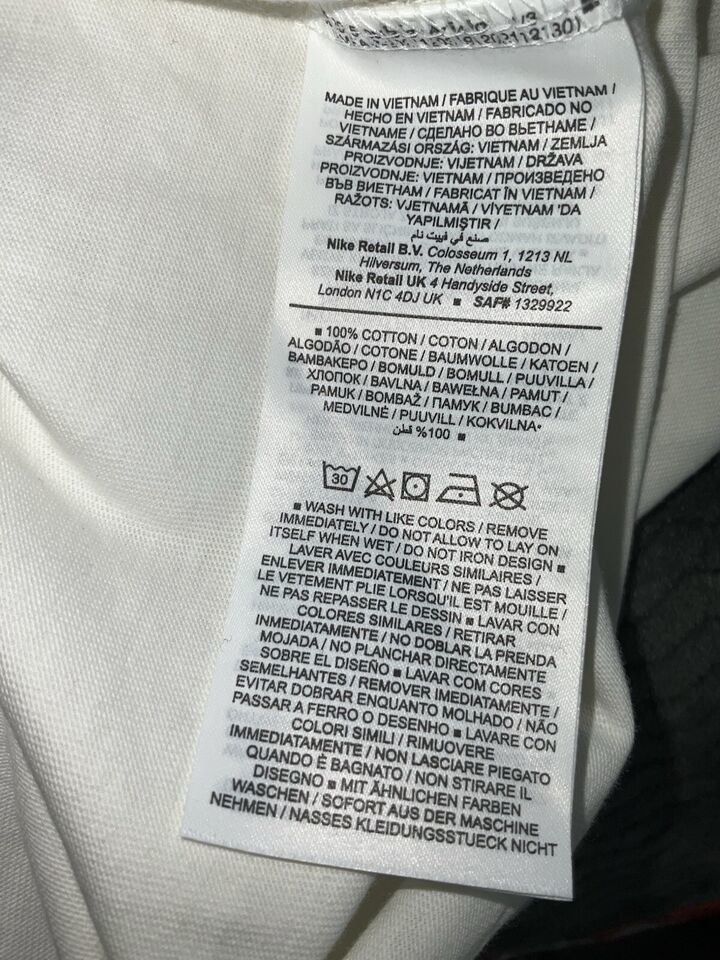 MADE IN VIETNAM / FABRIQUE AU VIETNAM /
HECHO EN VIETNAM / FABRICADO NO
VIETNAME / СДЕЛАНО ВО ВЬЕТНАМЕ /
SZÁRMAZÁSI ORSZÁG: VIETNAM / ZEMLJA
PROIZVODNJE: VIJETNAM / DRŽAVA
PROIZVODNJE: VIETNAM / ПРОИЗВЕДЕНО
ВЪВ ВИЕТНАМ / FABRICAT ÎN VIETNAM /
RAŽOTS: VJETNAMĀ / VİYETNAM 'DA
YAPILMIŞTIR /
صنع في فييت نام
Nike Retail B.V. Colosseum 1, 1213 NL
Hilversum, The Netherlands
Nike Retail UK 4 Handyside Street,
London N1C 4DJ UK ■ SAP# 1329922
■ 100% COTTON / COTON / ALGODON /
ALGODÃO / COTONE / BAUMWOLLE / KATOEN /
ΒΑΜΒΑΚΕΡΟ / BOMULD / BOMULL / PUUVILLA /
ХЛОПОК / BAVLNA / BAWEŁNA / PAMUT /
PAMUK / BOMBAŽ / ПАМУК / BUMBAC /
MEDVILNĖ / PUUVILL / KOKVILNA•
100% قطن ■
30
■ WASH WITH LIKE COLORS / REMOVE
IMMEDIATELY / DO NOT ALLOW TO LAY ON
ITSELF WHEN WET / DO NOT IRON DESIGN ■
LAVER AVEC COULEURS SIMILAIRES /
ENLEVER IMMEDIATEMENT / NE PAS LAISSER
LE VETEMENT PLIE LORSQU'IL EST MOUILLE /
NE PAS REPASSER LE DESSIN ■ LAVAR CON
COLORES SIMILARES / RETIRAR
INMEDIATAMENTE / NO DOBLAR LA PRENDA
MOJADA / NO PLANCHAR DIRECTAMENTE
SOBRE EL DISEÑO ■ LAVAR COM CORES
SEMELHANTES / REMOVER IMEDIATAMENTE /
EVITAR DOBRAR ENQUANTO MOLHADO / NÃO
PASSAR A FERRO O DESENHO ■ LAVARE CON
COLORI SIMILI / RIMUOVERE
IMMEDIATAMENTE / NON LASCIARE PIEGATO
QUANDO È BAGNATO / NON STIRARE IL
DISEGNO ■ MIT ÄHNLICHEN FARBEN
WASCHEN / SOFORT AUS DER MASCHINE
NEHMEN / NASSES KLEIDUNGSSTUECK NICHT